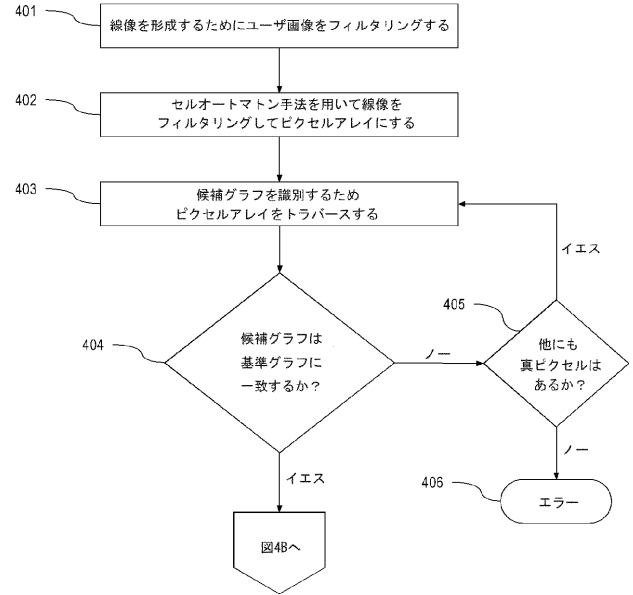 401
線像を形成するためにユーザ画像をフィルタリングする
402
セルオートマトン手法を用いて線像を
フィルタリングしてピクセルアレイにする
403
候補グラフを識別するため
ピクセルアレイをトラバースする
イエス
404
候補グラフは
基準グラフに
一致するか？
ノー
405
他にも
真ピクセルは
あるか？
イエス
ノー
406
エラー
図4Bへ